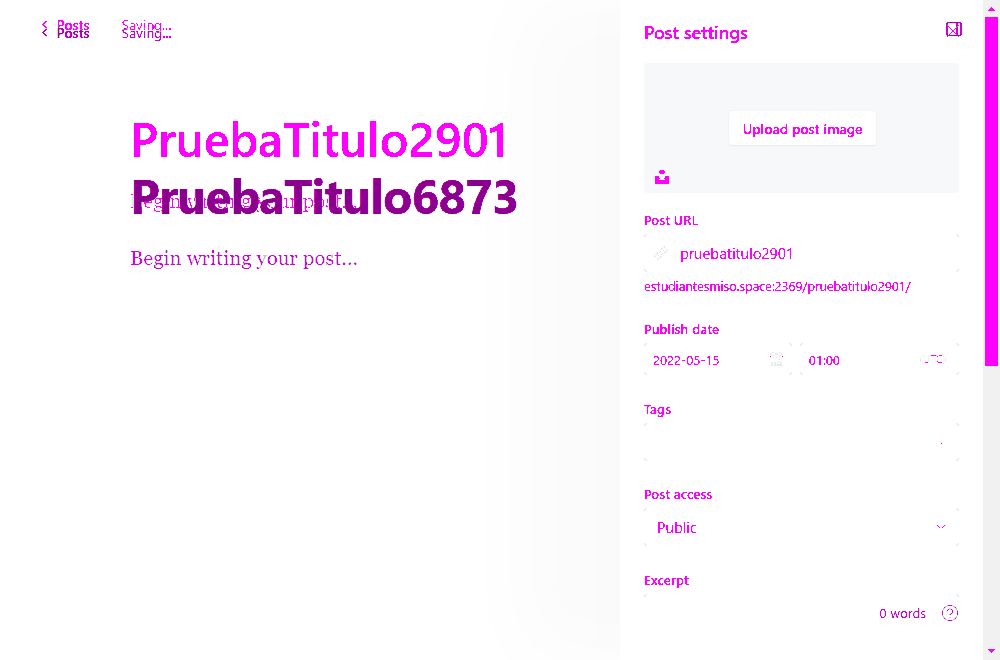 Posts Saving...
Posts Saving...
PruebaTitulo2901
PruebaTitulo6873
Begin writing your post...
Begin writing your post...
Post settings
Upload post image
Post URL
pruebatitulo2901
estudiantesmiso.space:2369/pruebatitulo2901/
Publish date
2022-05-15 01:00 UTC
Tags
Post access
Public
Excerpt
0 words ?